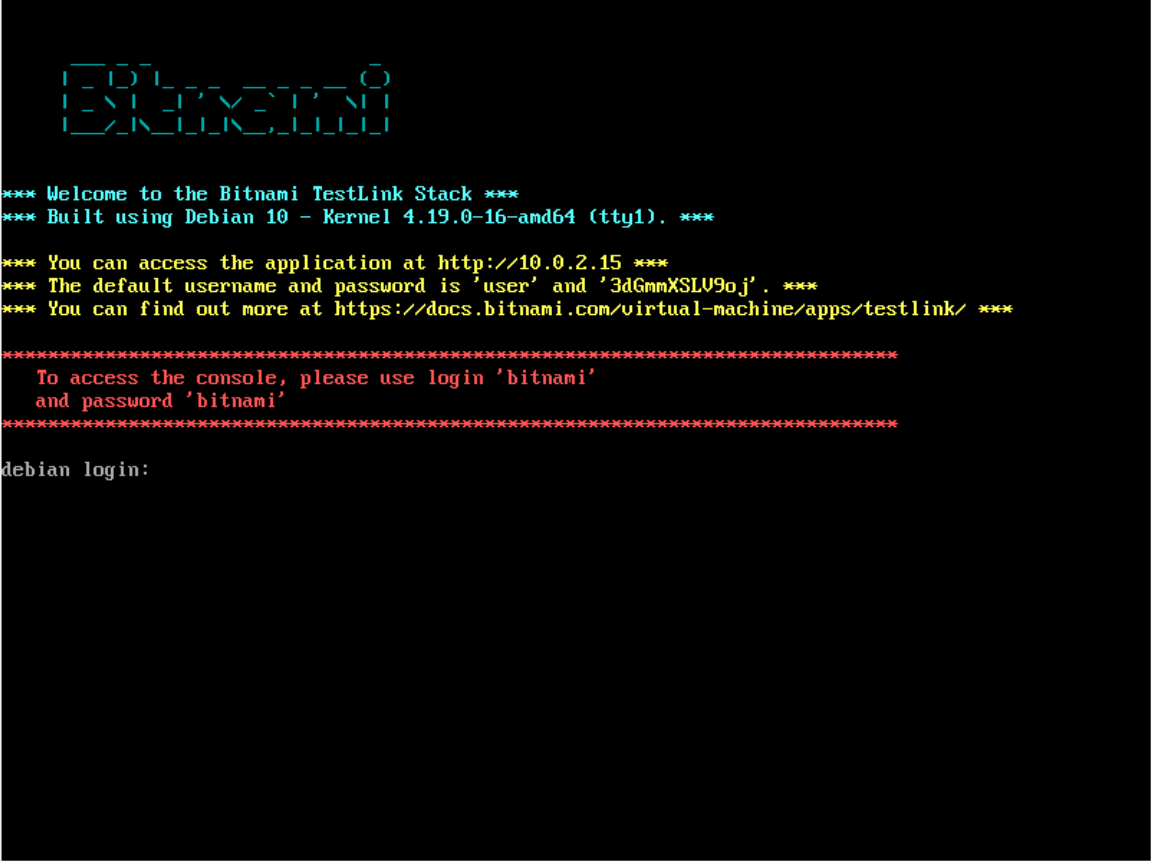 Bitnami
*** Welcome to the Bitnami TestLink Stack ***
*** Built using Debian 10 - Kernel 4.19.0-16-amd64 (tty1). ***
*** You can access the application at http://10.0.2.15 ***
*** The default username and password is 'user' and '3dGmmXSLV9oj'. ***
*** You can find out more at https://docs.bitnami.com/virtual-machine/apps/testlink/ ***
******************************************************************************
To access the console, please use login 'bitnami'
and password 'bitnami'
******************************************************************************
debian login: